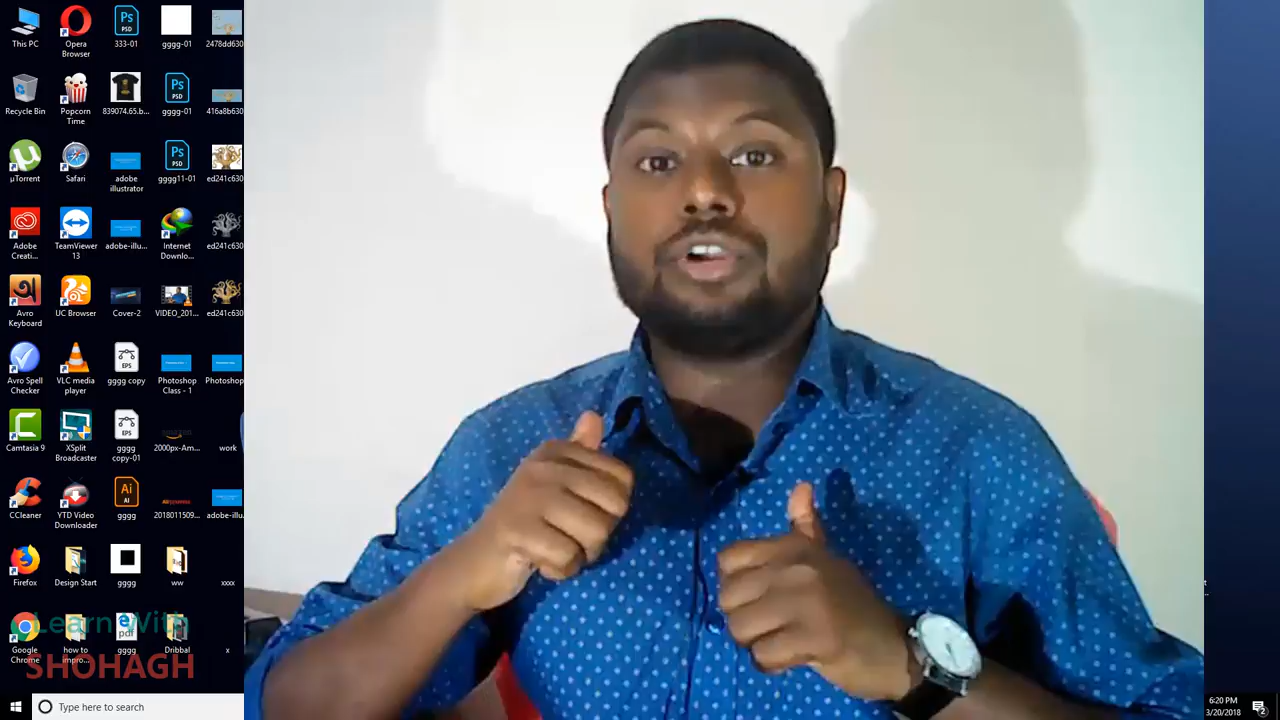 This PC
Opera
Browser
333-01
gggg-01
2478dd630
Recycle Bin
Popcorn
Time
839074.65.b...
gggg-01
416a8b630
µTorrent
Safari
adobe
illustrator
gggg11-01
ed241c630
Adobe
Creati...
TeamViewer
13
adobe-illu...
Internet
Downlo...
ed241c630
Avro
Keyboard
UC Browser
Cover-2
VIDEO_201...
ed241c630
Avro Spell
Checker
VLC media
player
gggg copy
Photoshop
Class - 1
Photoshop
Camtasia 9
XSplit
Broadcaster
gggg
copy-01
2000px-Am...
work
CCleaner
YTD Video
Downloader
gggg
2018011509...
adobe-illu...
Firefox
Design Start
gggg
ww
xxxx
Google
Chrome
how to
impro...
gggg
Dribbal
x
Learn With
SHOHAGH
Type here to search
6:20 PM
3/20/2018